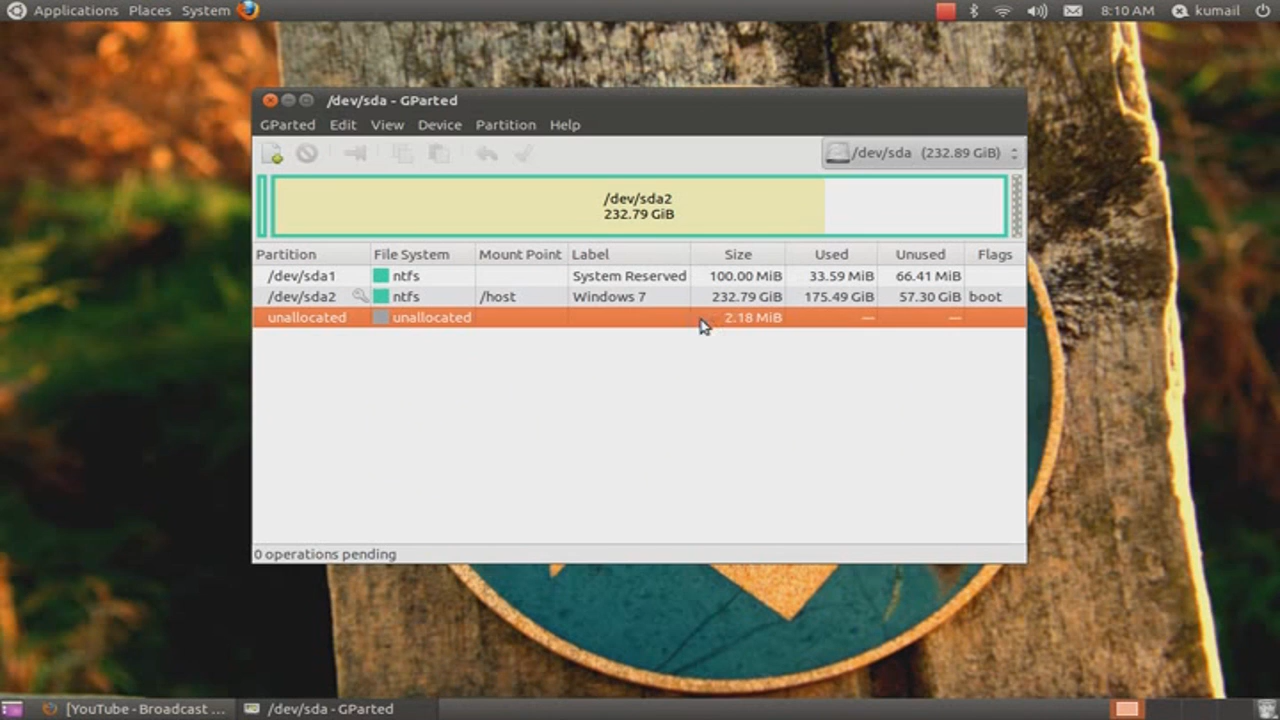 Applications Places System 8:10 AM kumail
/dev/sda - GParted
GParted Edit View Device Partition Help
/dev/sda (232.89 GiB)
/dev/sda2
232.79 GiB
Partition File System Mount Point Label Size Used Unused Flags
/dev/sda1 ntfs System Reserved 100.00 MiB 33.59 MiB 66.41 MiB
/dev/sda2 ntfs /host Windows 7 232.79 GiB 175.49 GiB 57.30 GiB boot
unallocated unallocated 2.18 MiB — —
0 operations pending
[YouTube - Broadcast ... /dev/sda - GParted